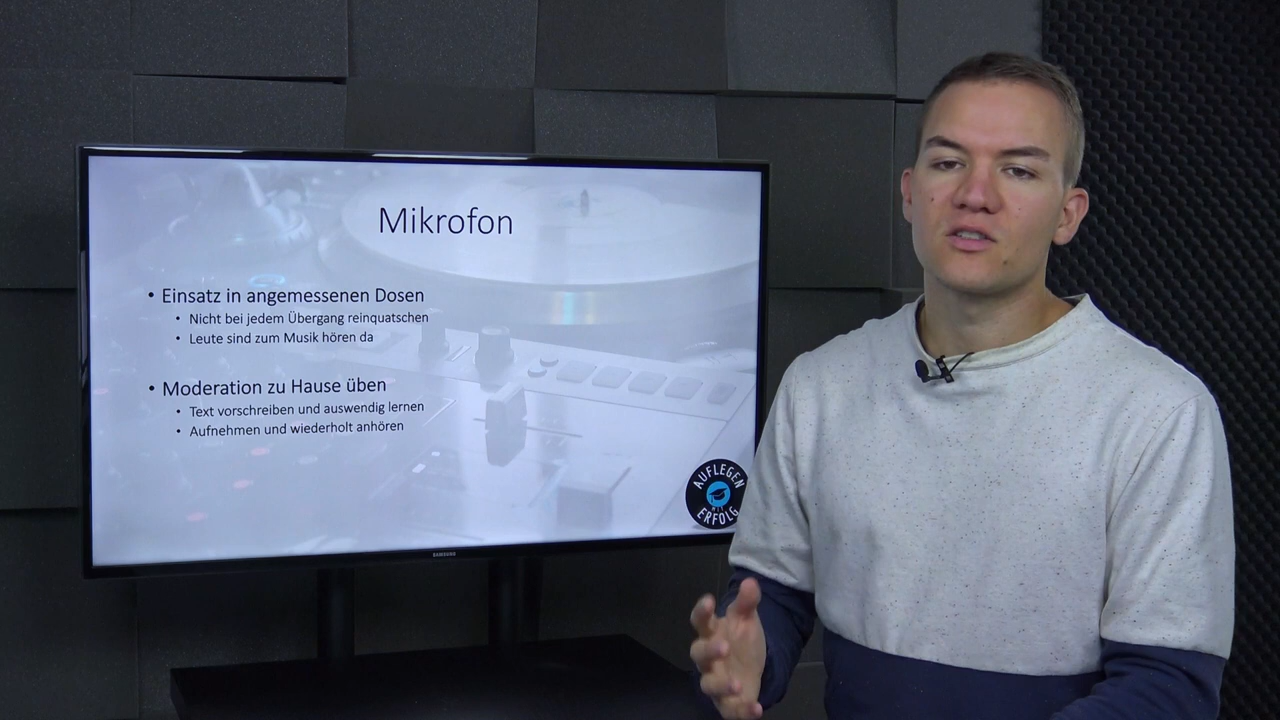 Mikrofon
• Einsatz in angemessenen Dosen
• Nicht bei jedem Übergang reinquatschen
• Leute sind zum Musik hören da
• Moderation zu Hause üben
• Text vorschreiben und auswendig lernen
• Aufnehmen und wiederholt anhören
AUFLEGEN
MIT
ERFOLG
SAMSUNG